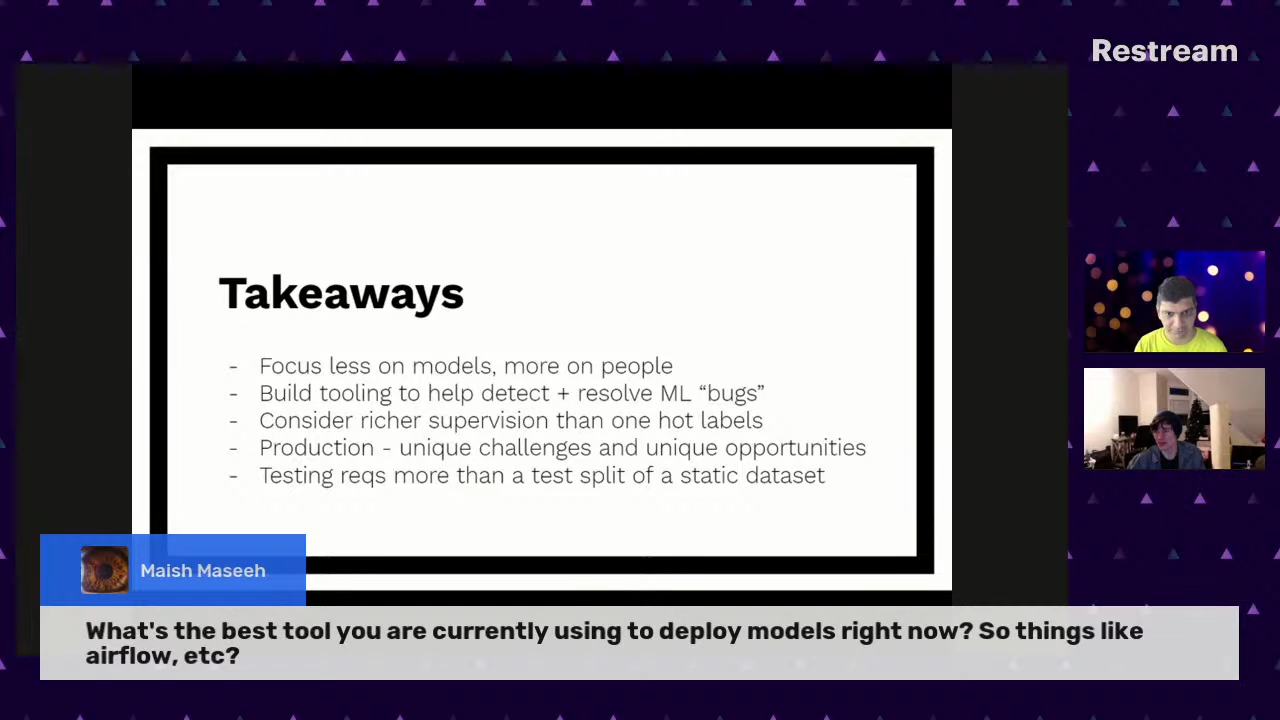 Restream
Takeaways
- Focus less on models, more on people
- Build tooling to help detect + resolve ML “bugs”
- Consider richer supervision than one hot labels
- Production - unique challenges and unique opportunities
- Testing reqs more than a test split of a static dataset
Maish Maseeh
What's the best tool you are currently using to deploy models right now? So things like
airflow, etc?